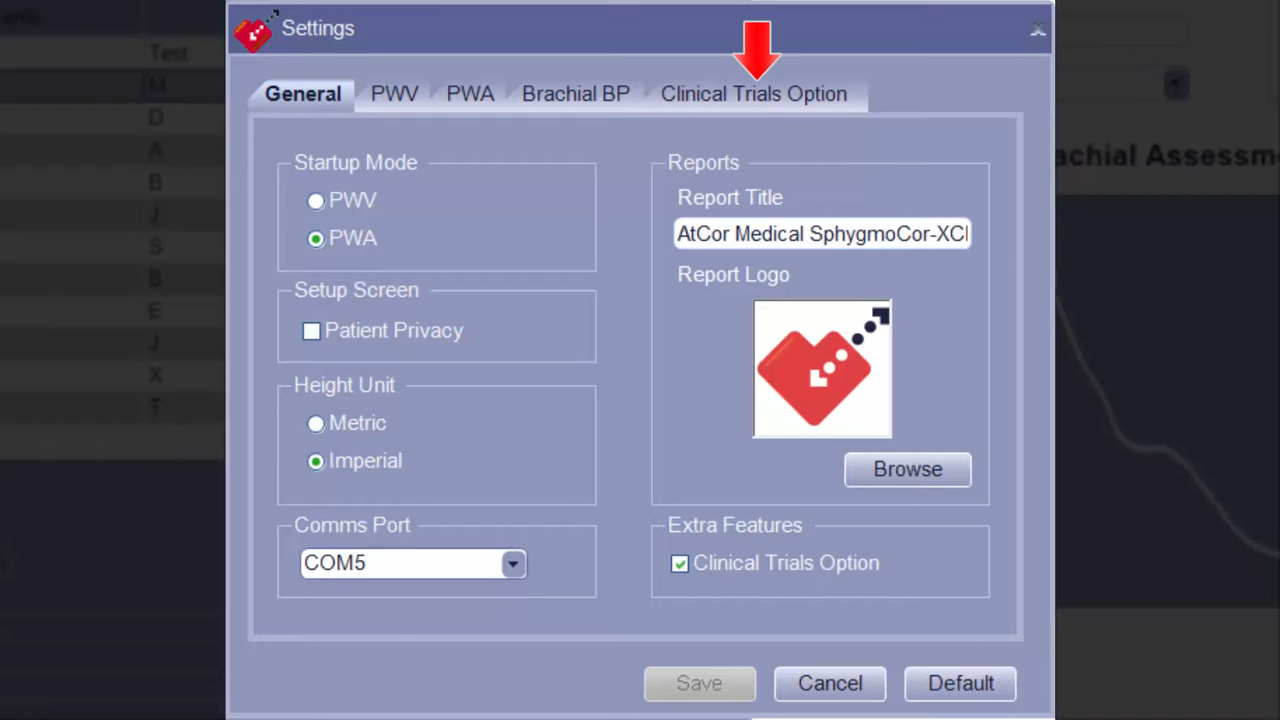 Settings
General PWV PWA Brachial BP Clinical Trials Option
Startup Mode
PWV
PWA
Setup Screen
Patient Privacy
Height Unit
Metric
Imperial
Comms Port
COM5
Reports
Report Title
AtCor Medical SphygmoCor-XC
Report Logo
Browse
Extra Features
Clinical Trials Option
Save Cancel Default
Test
M
D
A
B
J
S
B
E
J
X
T